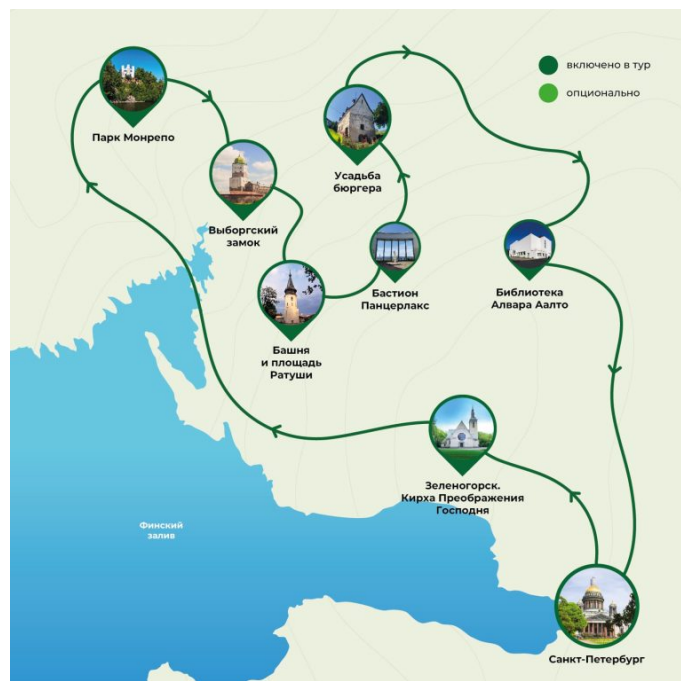 включено в тур
опционально
Парк Монрепо
Усадьба
бюргера
Выборгский
замок
Бастион
Панцерлакс
Библиотека
Алвара Аалто
Башня
и площадь
Ратуши
Зеленогорск.
Кирха Преображения
Господня
Финский
залив
Санкт-Петербург